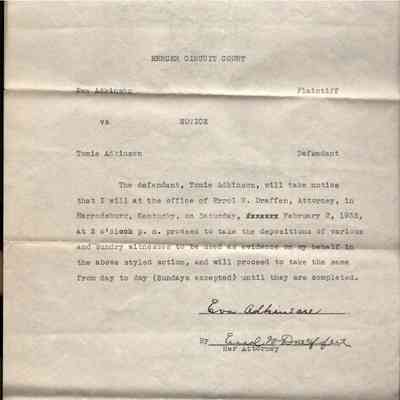 MERCER CIRCUIT COURT
Eva Adkinson Plaintiff
vs NOTICE
Tomie Adkinson Defendant
The defendant, Tomie Adkinson, will take notice
that I will at the office of Errol W. Draffen, Attorney, in
Harrodsburg, Kentucky, on Saturday, February 2, 1935,
at 2 o'clock p. m. proceed to take the depositions of various
and sundry witnesses to be used as evidence on my behalf in
the above styled action, and will proceed to take the same
from day to day (Sundays excepted) until they are completed.
Eva
By Errol W Draffen
Her Attorney